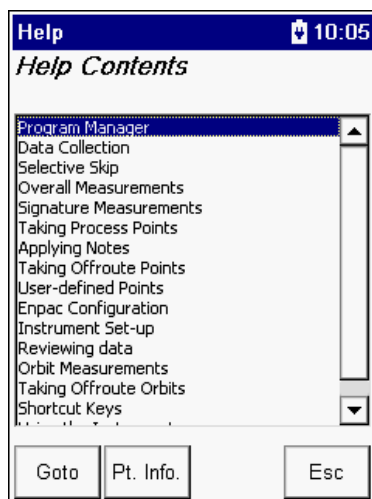 Help 10:05
Help Contents
Program Manager
Data Collection
Selective Skip
Overall Measurements
Signature Measurements
Taking Process Points
Applying Notes
Taking Offroute Points
User-defined Points
Enpac Configuration
Instrument Set-up
Reviewing data
Orbit Measurements
Taking Offroute Orbits
Shortcut Keys
Goto Pt. Info. Esc